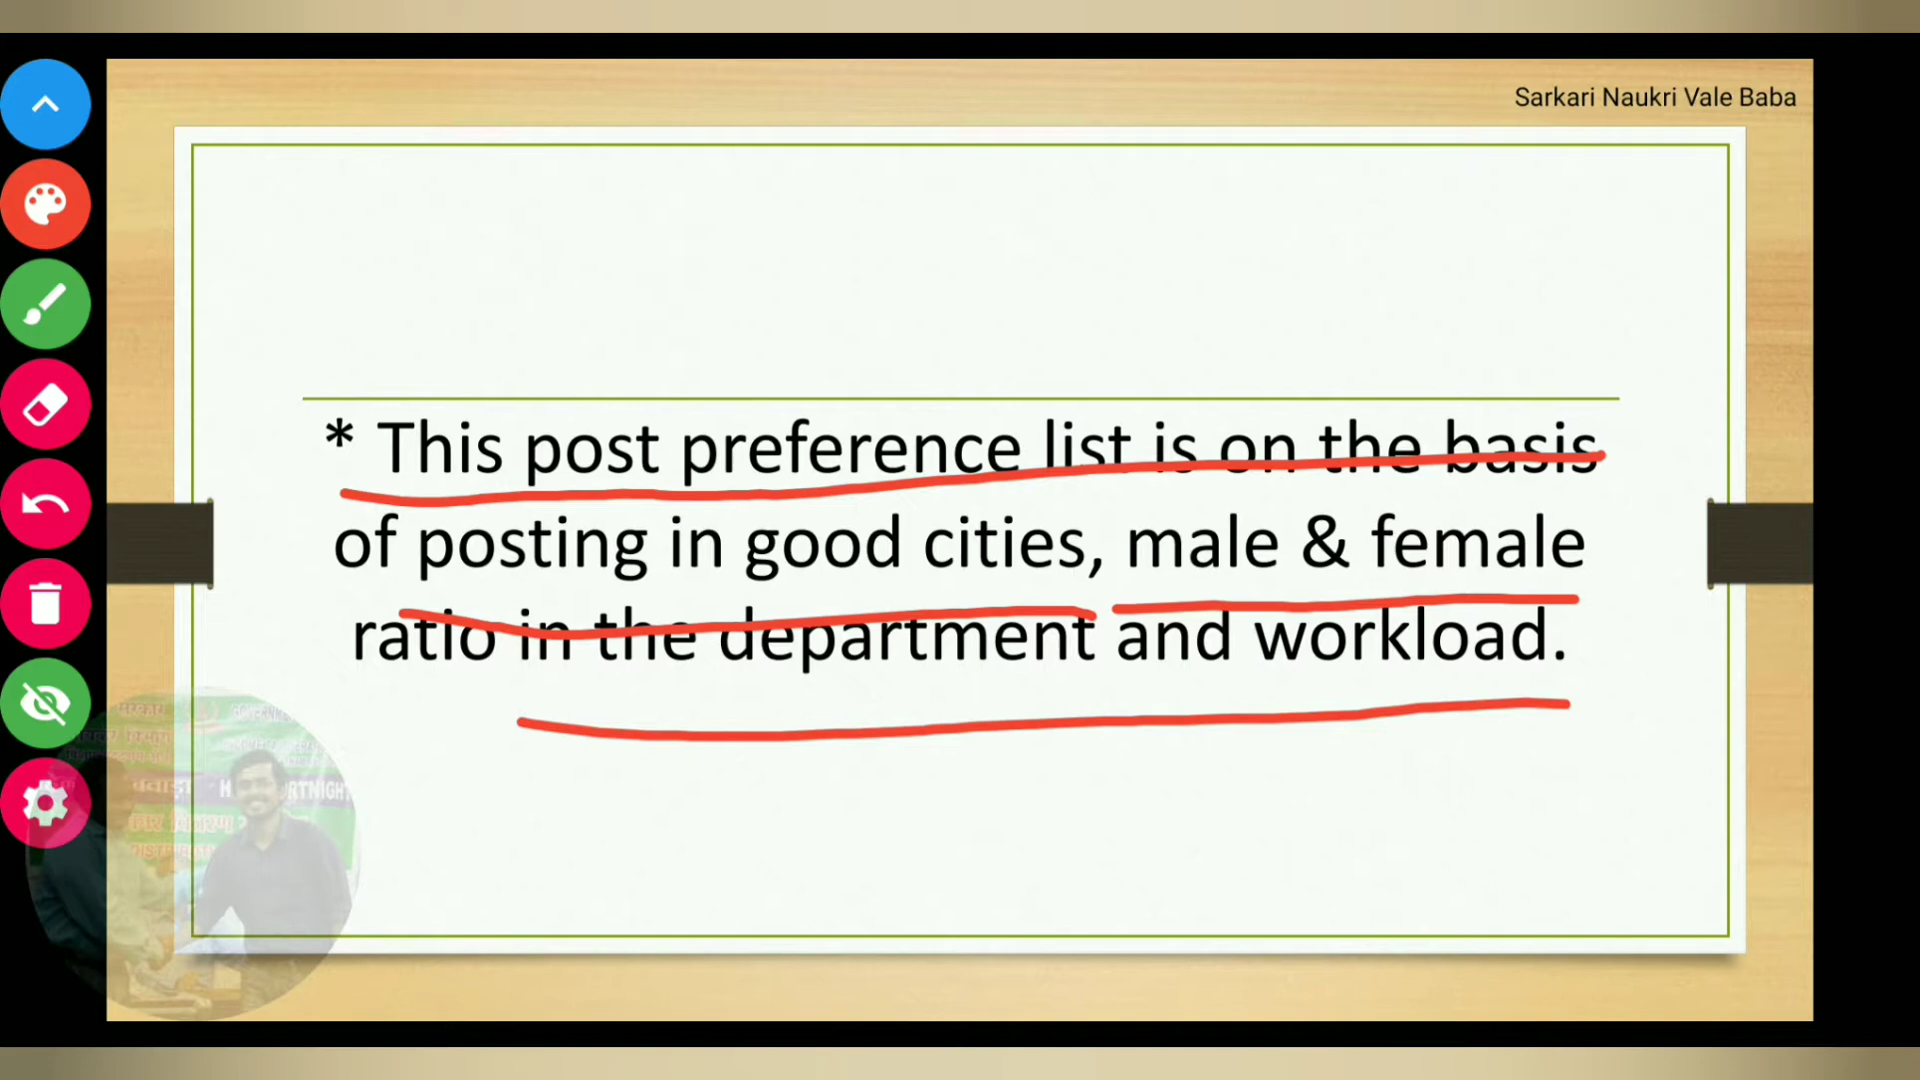 Sarkari Naukri Vale Baba
* This post preference list is on the basis
of posting in good cities, male & female
ratio in the department and workload.